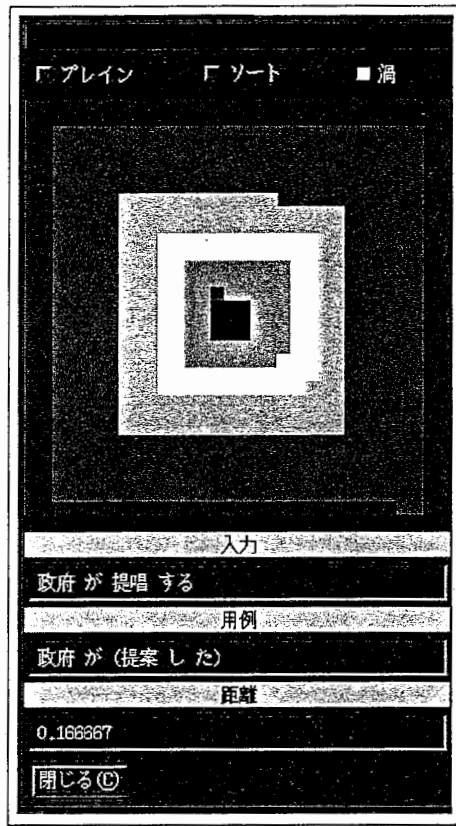 プレイン ソート 渦
入力
政府 が 提唱 する
用例
政府 が (提案 し た)
距離
0.166667
閉じる(C)